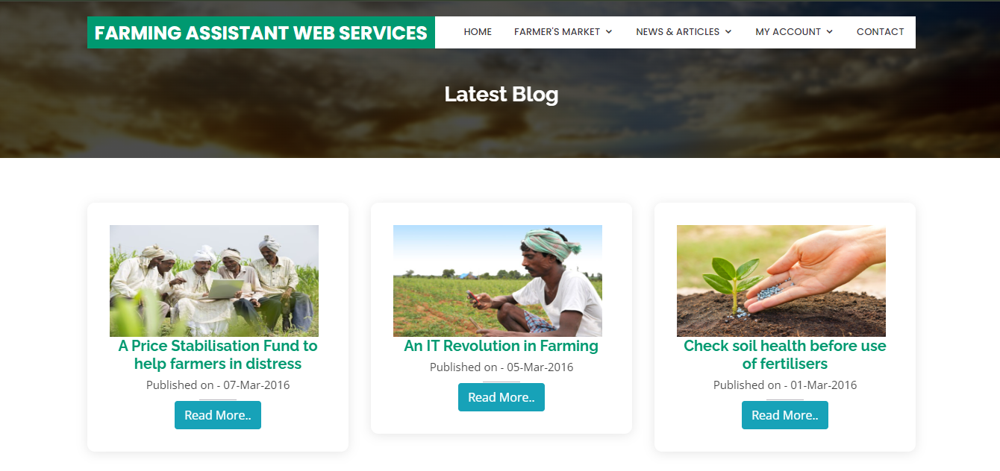 FARMING ASSISTANT WEB SERVICES
HOME
FARMER'S MARKET
NEWS & ARTICLES
MY ACCOUNT
CONTACT
Latest Blog
A Price Stabilisation Fund to
help farmers in distress
Published on - 07-Mar-2016
Read More..
An IT Revolution in Farming
Published on - 05-Mar-2016
Read More..
Check soil health before use
of fertilisers
Published on - 01-Mar-2016
Read More..